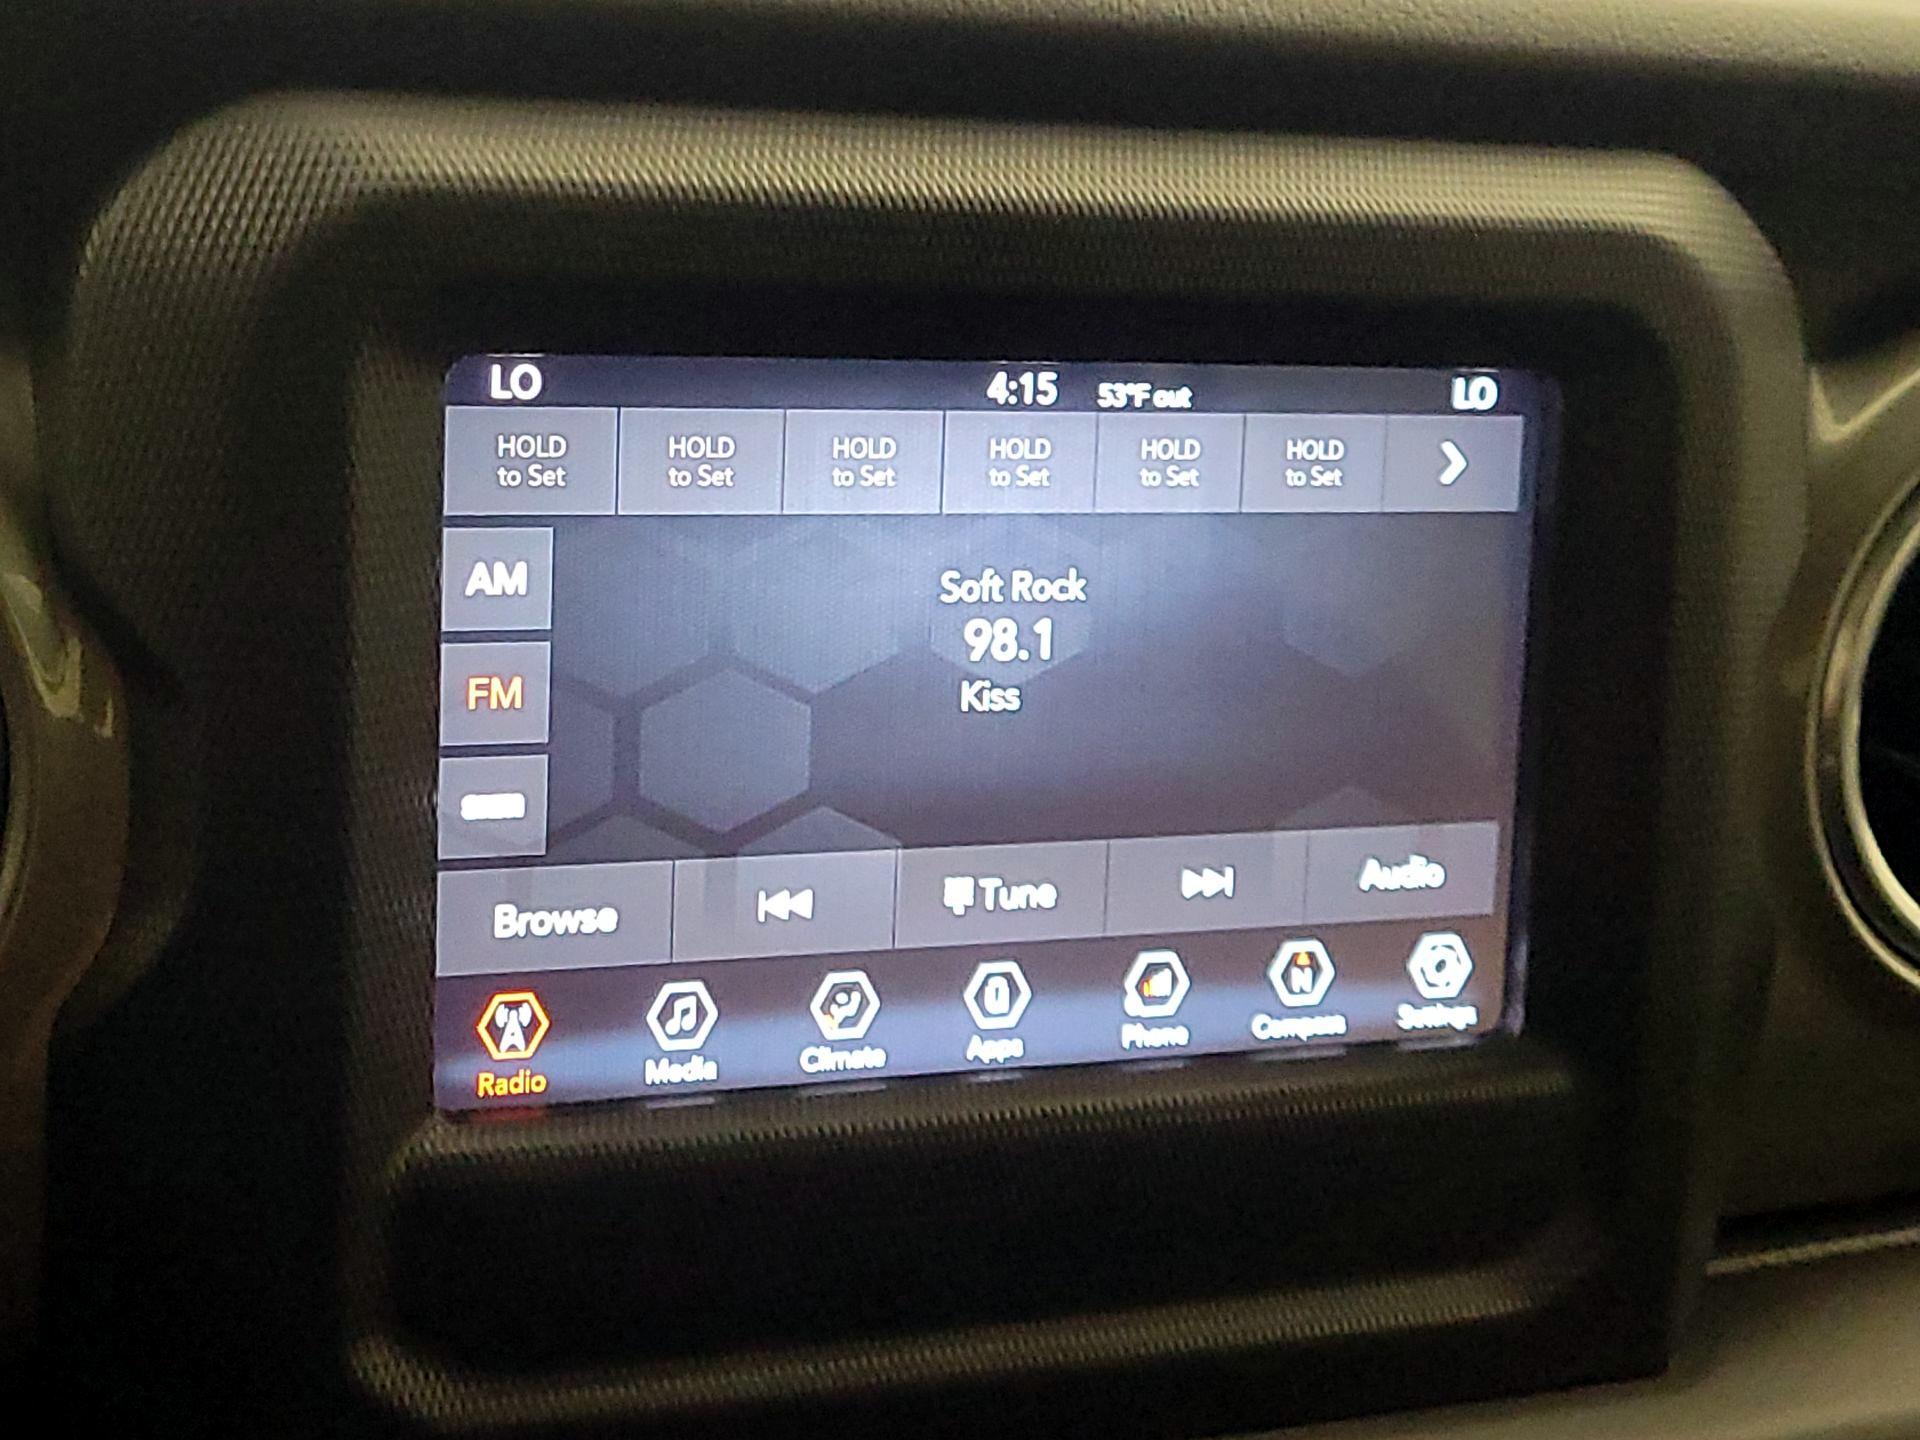 LO 4:15 53°F out LO
HOLD HOLD HOLD HOLD HOLD HOLD
to Set to Set to Set to Set to Set to Set
AM
Soft Rock
98.1
FM
Kiss
Browse Tune Audio
Radio Media Climate Apps Phone Compass Settings
N